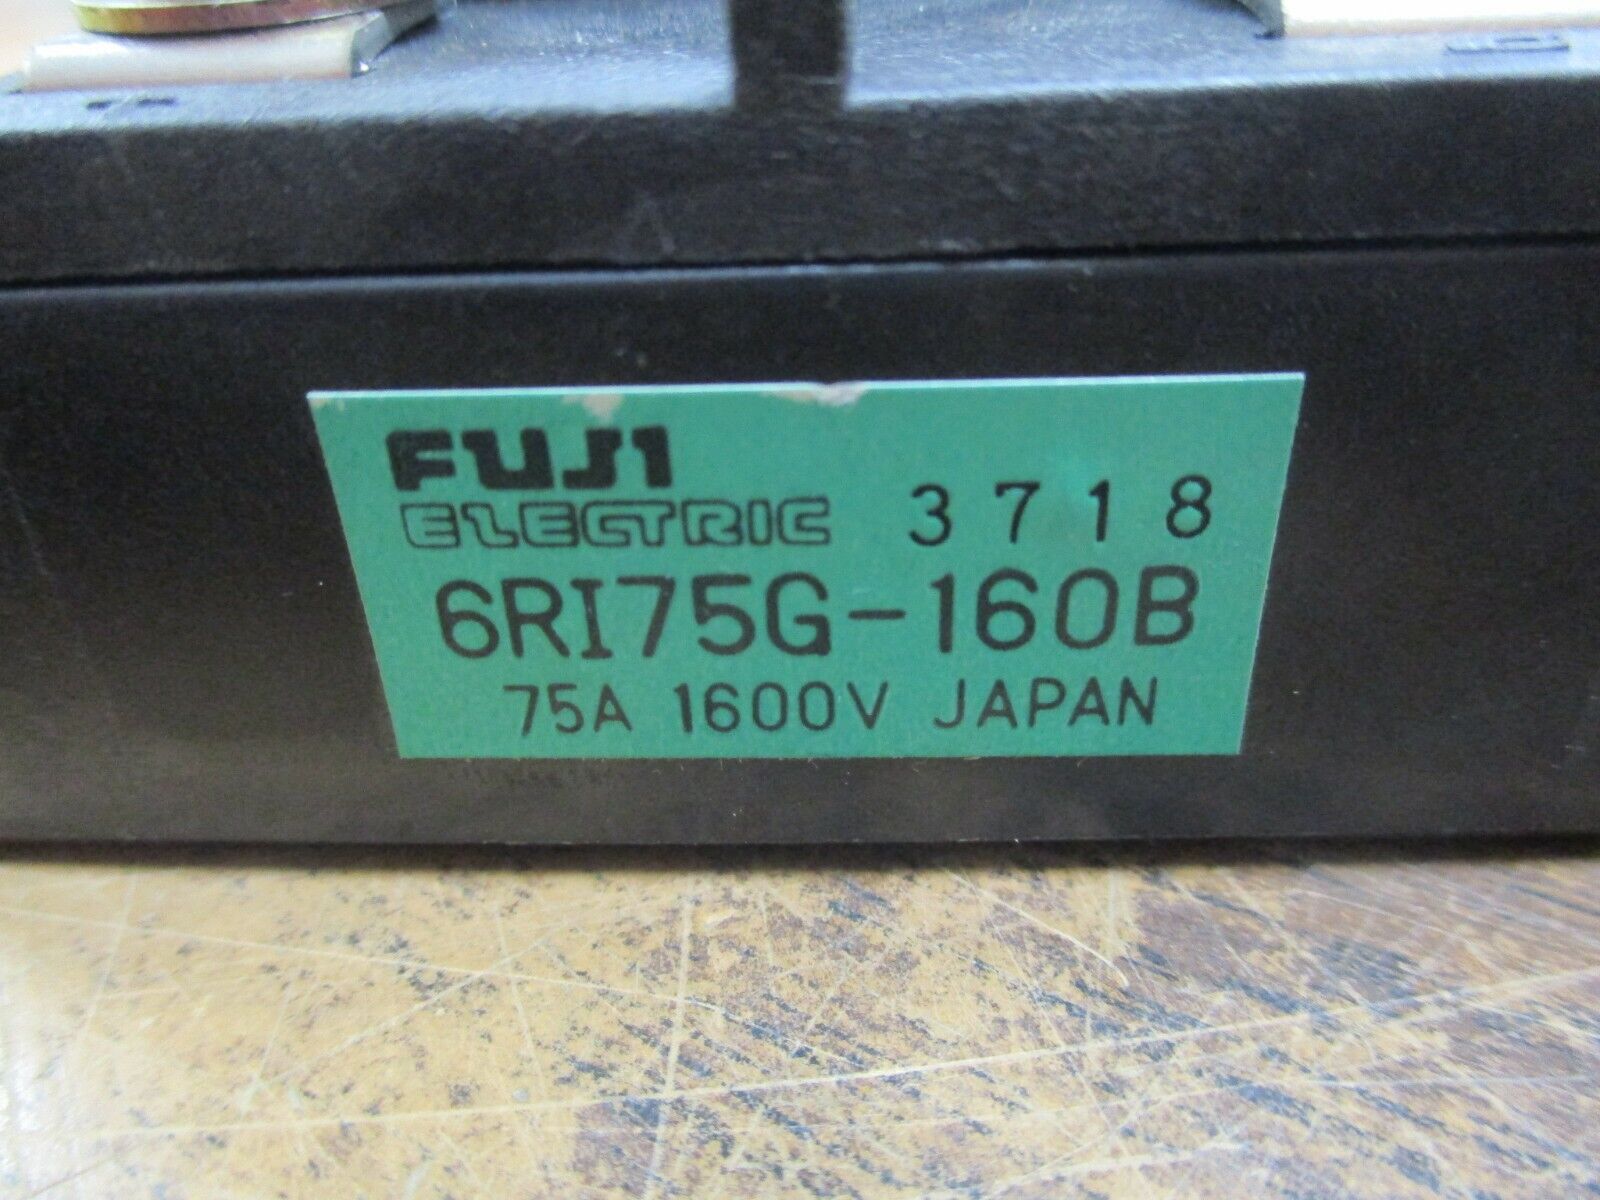 FUJI
ELECTRIC 3718
6RI75G-160B
75A 1600V JAPAN